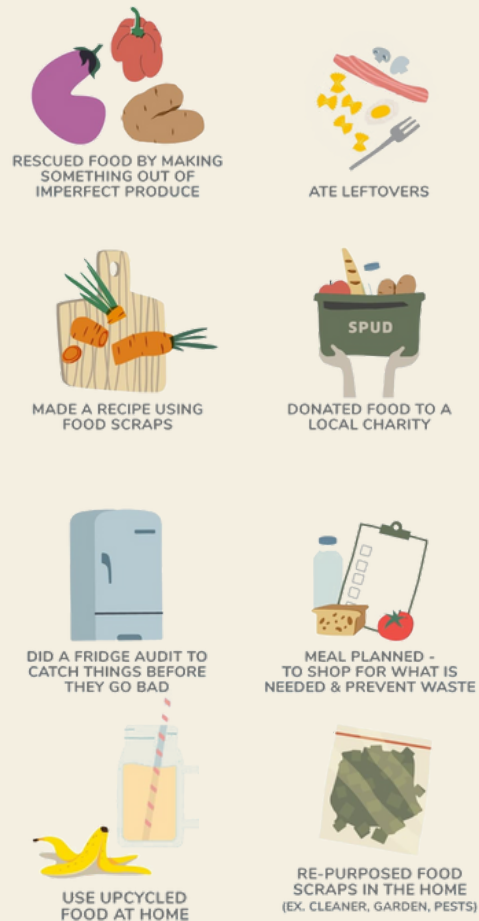 RESCUED FOOD BY MAKING
SOMETHING OUT OF
IMPERFECT PRODUCE
ATE LEFTOVERS
MADE A RECIPE USING
FOOD SCRAPS
SPUD
DONATED FOOD TO A
LOCAL CHARITY
DID A FRIDGE AUDIT TO
CATCH THINGS BEFORE
THEY GO BAD
MEAL PLANNED -
TO SHOP FOR WHAT IS
NEEDED & PREVENT WASTE
USE UPCYCLED
FOOD AT HOME
RE-PURPOSED FOOD
SCRAPS IN THE HOME
(EX. CLEANER, GARDEN, PESTS)